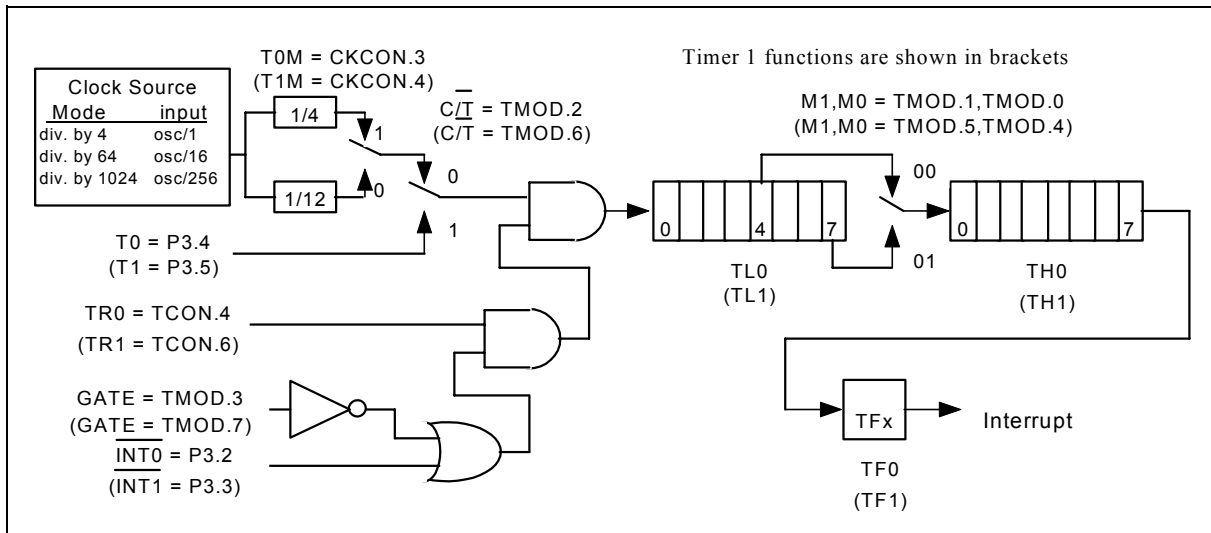 T0M = CKCON.3
(T1M = CKCON.4)
Timer 1 functions are shown in brackets
Clock Source
Mode input
div. by 4 osc/1
div. by 64 osc/16
div. by 1024 osc/256
1/4
1/12
1
0
C/T = TMOD.2
(C/T = TMOD.6)
0
1
M1,M0 = TMOD.1,TMOD.0
(M1,M0 = TMOD.5,TMOD.4)
00
01
0 4 7
TL0
(TL1)
0 7
TH0
(TH1)
T0 = P3.4
(T1 = P3.5)
TR0 = TCON.4
(TR1 = TCON.6)
GATE = TMOD.3
(GATE = TMOD.7)
INT0 = P3.2
(INT1 = P3.3)
TFx
Interrupt
TF0
(TF1)